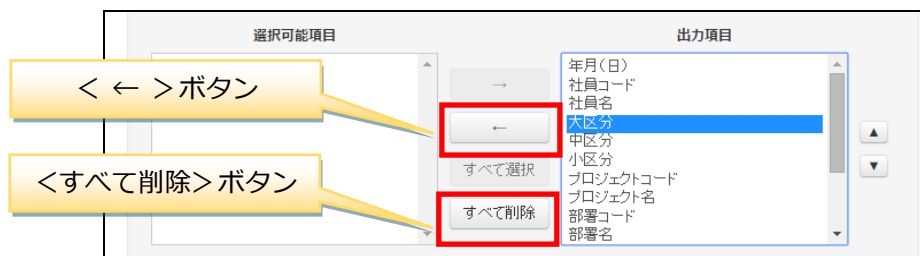 選択可能項目
出力項目
< ← >ボタン
<すべて削除>ボタン
→
←
すべて選択
すべて削除
年月(日)
社員コード
社員名
大区分
中区分
小区分
プロジェクトコード
プロジェクト名
部署コード
部署名
▲
▼